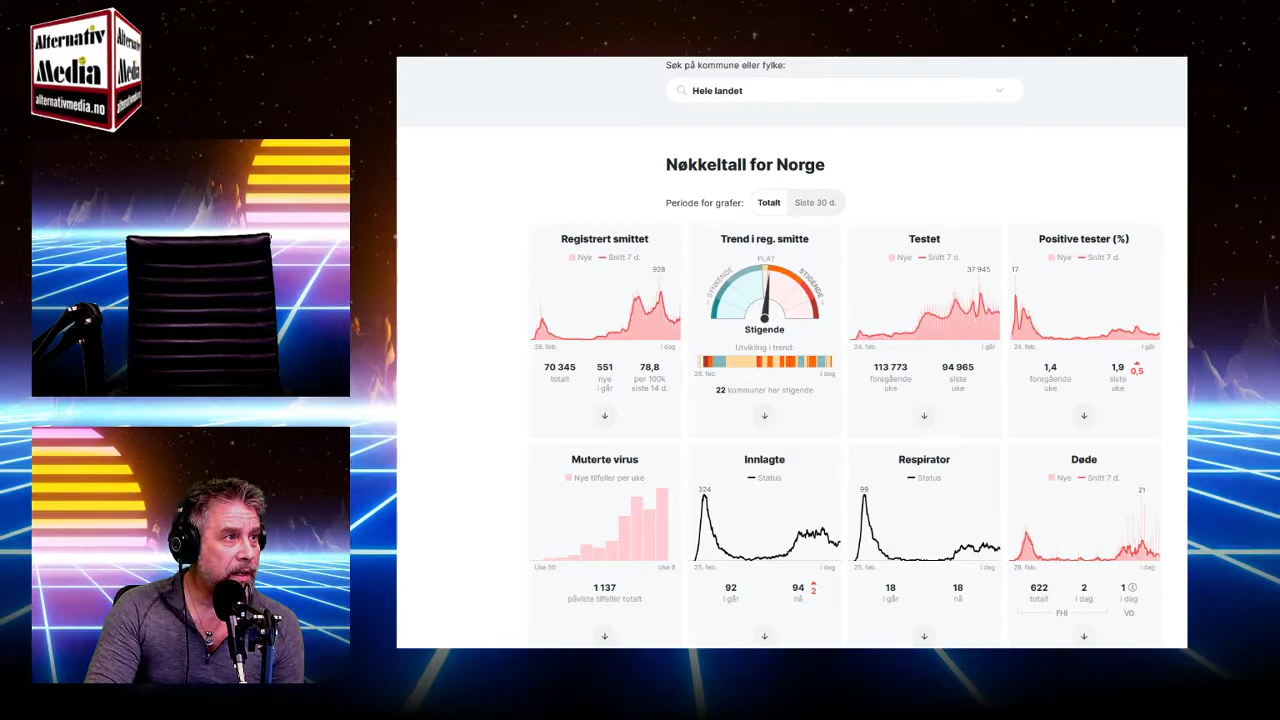 Alternativ
Media
alternativmedia.no
Alternativ
Media
alternativmedia.no
Søk på kommune eller fylke:
Hele landet
Nøkkeltall for Norge
Periode for grafer:
Totalt
Siste 30 d.
Registrert smittet
Nye
Snitt 7 d.
928
28. feb.
I dag
70 345
totalt
551
nye
i går
78,8
per 100k
siste 14 d.
Trend i reg. smitte
FLAT
SYNKENDE
STIGENDE
Stigende
Utvikling i trend:
28. feb.
I dag
22 kommuner har stigende
Testet
Nye
Snitt 7 d.
37 945
24. feb.
I går
113 773
foregående
uke
94 965
siste
uke
Positive tester (%)
Nye
Snitt 7 d.
17
24. feb.
I går
1,4
foregående
uke
1,9
siste
uke
0,5
Muterte virus
Nye tilfeller per uke
Uke 50
Uke 8
1 137
påviste tilfeller totalt
Innlagte
Status
324
25. feb.
I dag
92
I går
94
nå
2
Respirator
Status
99
25. feb.
I dag
18
I går
18
nå
Døde
Nye
Snitt 7 d.
21
28. feb.
I dag
622
totalt
2
I dag
1
I dag
FHI
VG